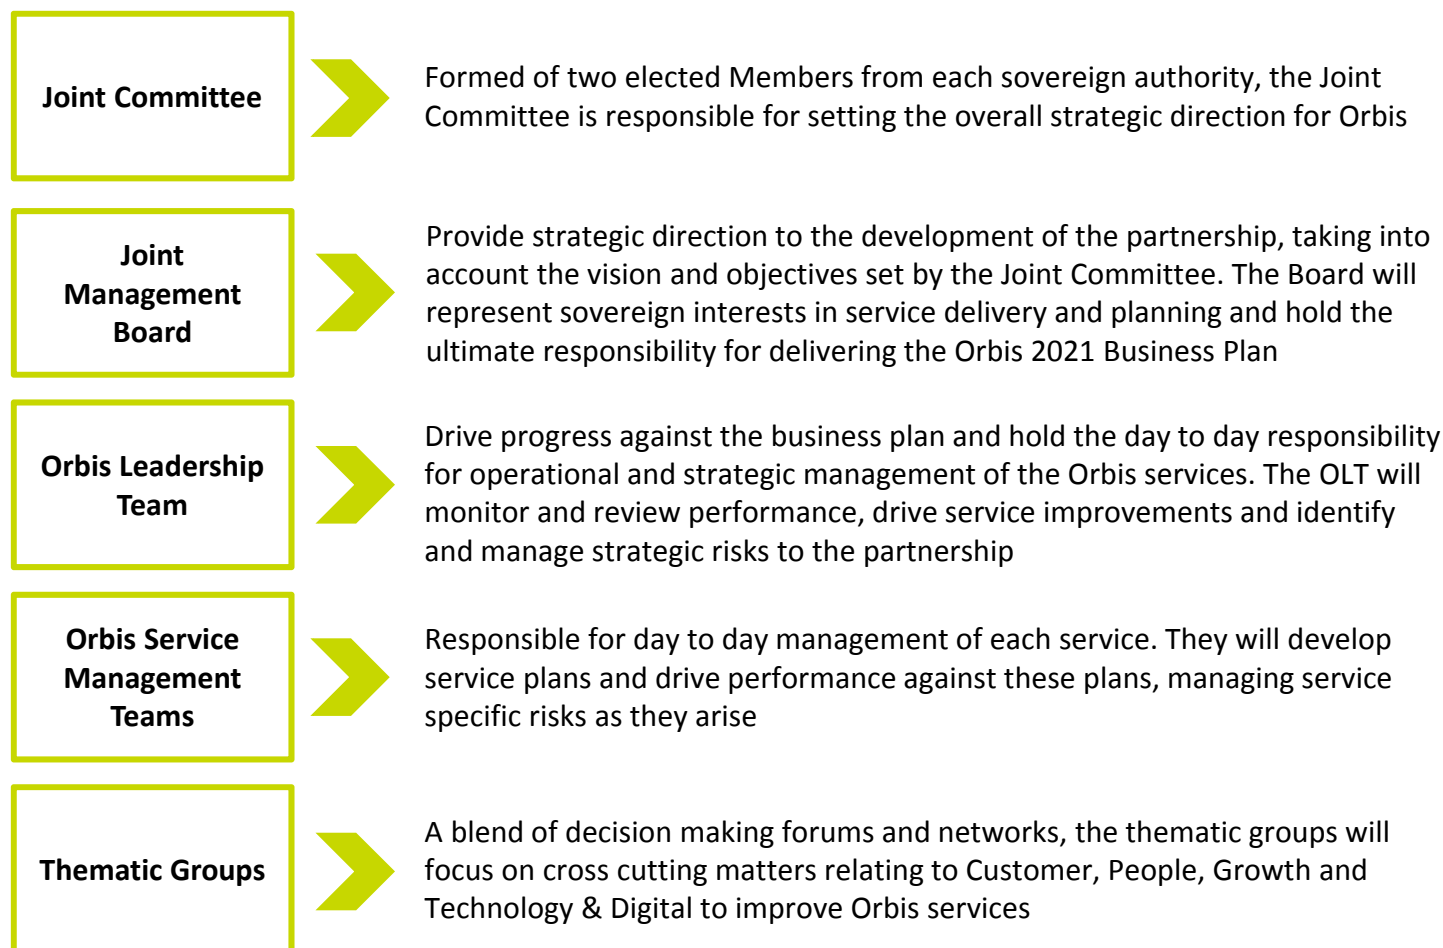 Joint Committee
Formed of two elected Members from each sovereign authority, the Joint
Committee is responsible for setting the overall strategic direction for Orbis
Joint
Management
Board
Provide strategic direction to the development of the partnership, taking into
account the vision and objectives set by the Joint Committee. The Board will
represent sovereign interests in service delivery and planning and hold the
ultimate responsibility for delivering the Orbis 2021 Business Plan
Orbis Leadership
Team
Drive progress against the business plan and hold the day to day responsibility
for operational and strategic management of the Orbis services. The OLT will
monitor and review performance, drive service improvements and identify
and manage strategic risks to the partnership
Orbis Service
Management
Teams
Responsible for day to day management of each service. They will develop
service plans and drive performance against these plans, managing service
specific risks as they arise
Thematic Groups
A blend of decision making forums and networks, the thematic groups will
focus on cross cutting matters relating to Customer, People, Growth and
Technology & Digital to improve Orbis services